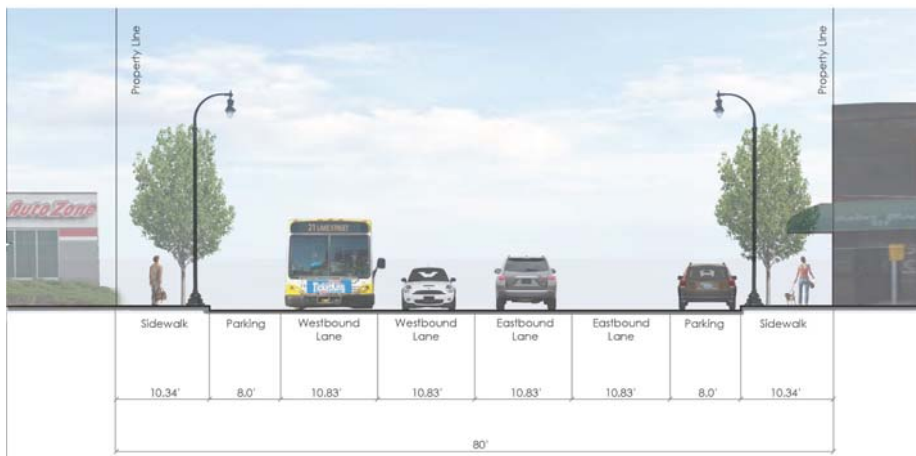 Property Line
Property Line
AutoZone
21 LAKE STREET
Sidewalk
Parking
Westbound
Lane
Westbound
Lane
Eastbound
Lane
Eastbound
Lane
Parking
Sidewalk
10.34'
8.0'
10.83'
10.83'
10.83'
10.83'
8.0'
10.34'
80'